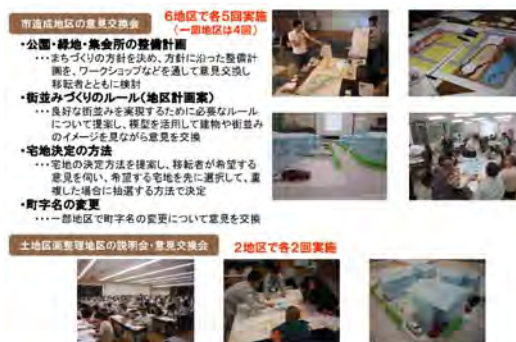 市造成地区の意見交換会
6地区で各5回実施
(一部地区は4回)
・公園・緑地・集会所の整備計画
・・・まちづくりの方針を決め、方針に沿った整備計
画を、ワークショップなどを通して意見交換し
移転者とともに検討
・街並みづくりのルール(地区計画案)
・・・良好な街並みを実現するために必要なルール
について提案し、模型を活用して建物や街並み
のイメージを見ながら意見を交換
・宅地決定の方法
・・・宅地の決定方法を提案し、移転者が希望する
意見を伺い、希望する宅地を先に選択して、重
複した場合に抽選する方法で決定
・町字名の変更
・・・一部地区で町字名の変更について意見を交換
土地区画整理地区の説明会・意見交換会
2地区で各2回実施